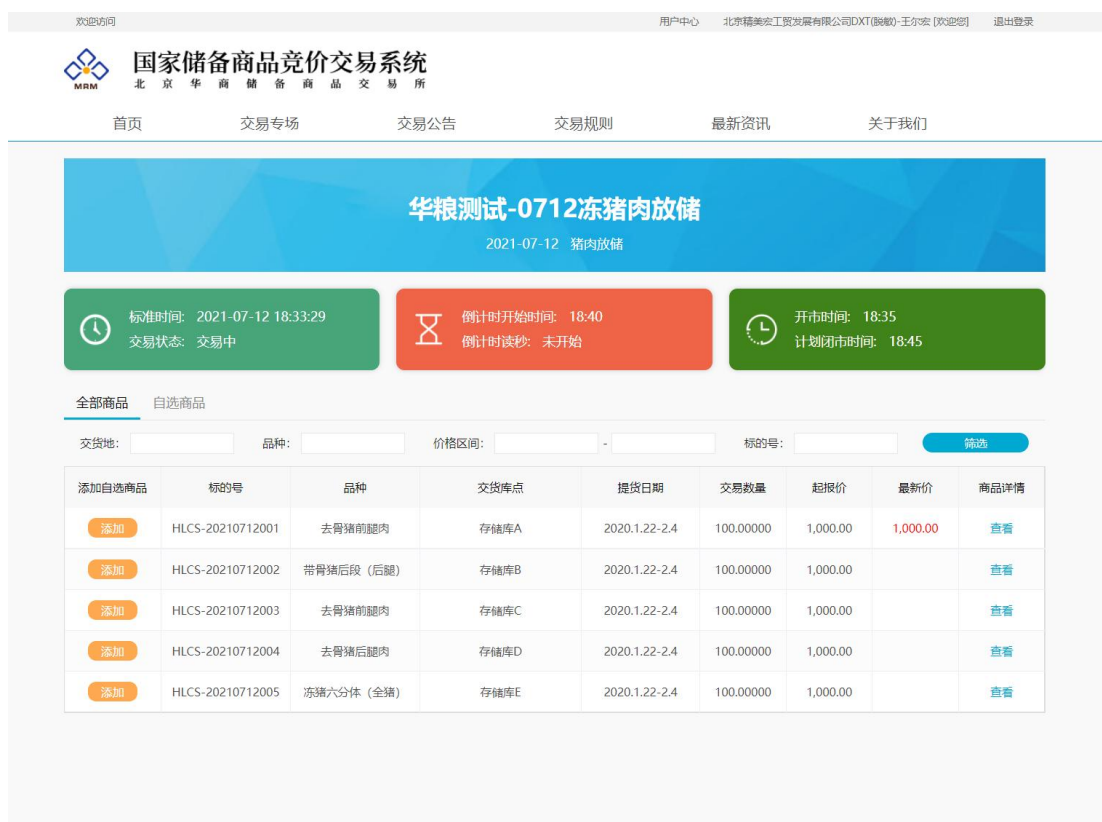 欢迎访问 用户中心 北京精美宏工贸发展有限公司DXT(脱敏)-王尔宏 [欢迎您] 退出登录
国家储备商品竞价交易系统
北京华商储备商品交易所
MRM
首页 交易专场 交易公告 交易规则 最新资讯 关于我们
华粮测试-0712冻猪肉放储
2021-07-12 猪肉放储
标准时间: 2021-07-12 18:33:29
交易状态: 交易中
倒计时开始时间: 18:40
倒计时读秒: 未开始
开市时间: 18:35
计划闭市时间: 18:45
全部商品 自选商品
交货地: 品种: 价格区间: - 标的号: 筛选
添加自选商品 标的号 品种 交货库点 提货日期 交易数量 起报价 最新价 商品详情
添加 HLCS-20210712001 去骨猪前腿肉 存储库A 2020.1.22-2.4 100.00000 1,000.00 1,000.00 查看
添加 HLCS-20210712002 带骨猪后段（后腿） 存储库B 2020.1.22-2.4 100.00000 1,000.00 查看
添加 HLCS-20210712003 去骨猪前腿肉 存储库C 2020.1.22-2.4 100.00000 1,000.00 查看
添加 HLCS-20210712004 去骨猪后腿肉 存储库D 2020.1.22-2.4 100.00000 1,000.00 查看
添加 HLCS-20210712005 冻猪六分体（全猪） 存储库E 2020.1.22-2.4 100.00000 1,000.00 查看